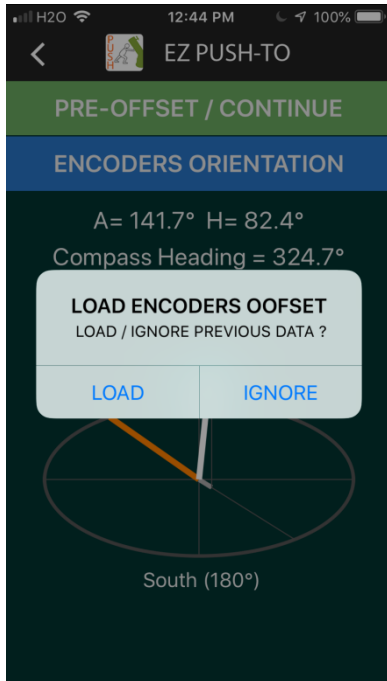 H2O 12:44 PM 100%
PUSH EZ PUSH-TO
PRE-OFFSET / CONTINUE
ENCODERS ORIENTATION
A= 141.7° H= 82.4°
Compass Heading = 324.7°
LOAD ENCODERS OOFSET
LOAD / IGNORE PREVIOUS DATA ?
LOAD IGNORE
South (180°)